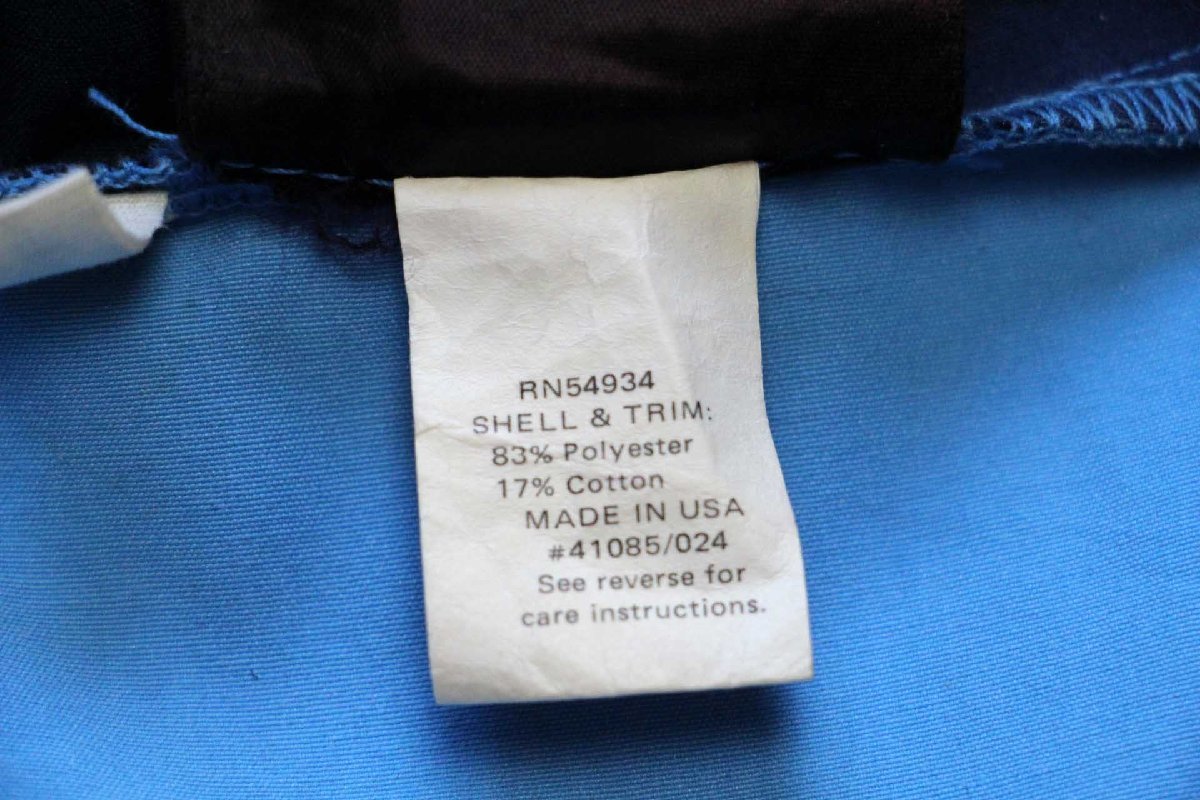 RN54934
SHELL & TRIM:
83% Polyester
17% Cotton
MADE IN USA
#41085/024
See reverse for
care instructions.